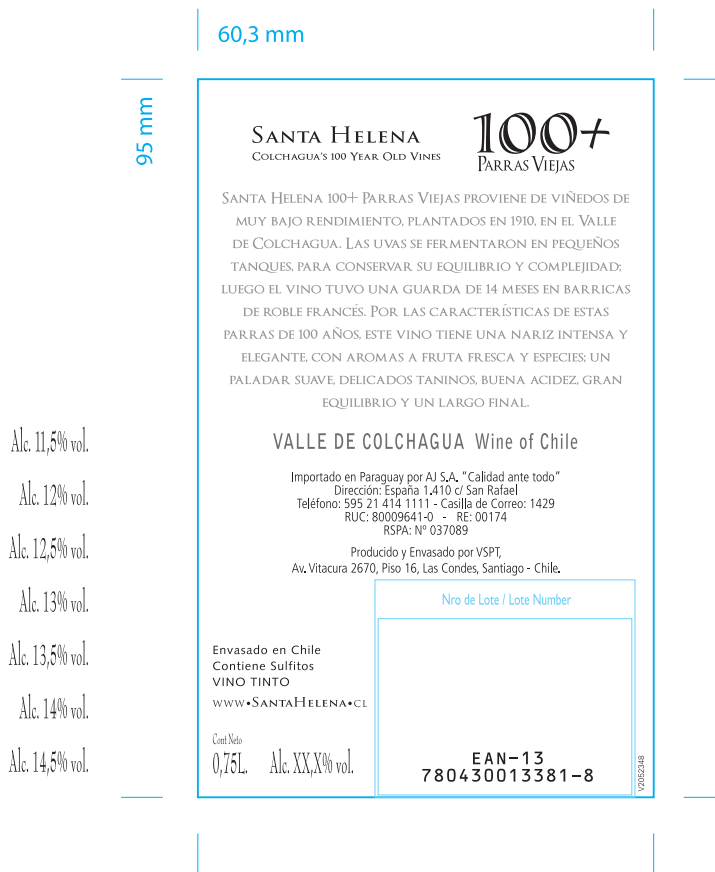 60,3 mm
95 mm
SANTA HELENA
COLCHAGUA'S 100 YEAR OLD VINES
100+
PARRAS VIEJAS
SANTA HELENA 100+ PARRAS VIEJAS PROVIENE DE VIÑEDOS DE
MUY BAJO RENDIMIENTO, PLANTADOS EN 1910, EN EL VALLE
DE COLCHAGUA. LAS UVAS SE FERMENTARON EN PEQUEÑOS
TANQUES, PARA CONSERVAR SU EQUILIBRIO Y COMPLEJIDAD;
LUEGO EL VINO TUVO UNA GUARDA DE 14 MESES EN BARRICAS
DE ROBLE FRANCÉS. POR LAS CARACTERÍSTICAS DE ESTAS
PARRAS DE 100 AÑOS, ESTE VINO TIENE UNA NARIZ INTENSA Y
ELEGANTE, CON AROMAS A FRUTA FRESCA Y ESPECIES; UN
PALADAR SUAVE, DELICADOS TANINOS, BUENA ACIDEZ, GRAN
EQUILIBRIO Y UN LARGO FINAL.
VALLE DE COLCHAGUA Wine of Chile
Importado en Paraguay por AJ S.A. "Calidad ante todo"
Dirección: España 1.410 c/ San Rafael
Teléfono: 595 21 414 1111 - Casilla de Correo: 1429
RUC: 80009641-0 - RE: 00174
RSPA: Nº 037089
Producido y Envasado por VSPT,
Av. Vitacura 2670, Piso 16, Las Condes, Santiago - Chile.
Nro de Lote / Lote Number
Envasado en Chile
Contiene Sulfitos
VINO TINTO
WWW•SANTAHELENA•CL
Cont Neto
0,75L. Alc. XX,X% vol.
EAN-13
780430013381-8
V2052348
Alc. 11,5% vol.
Alc. 12% vol.
Alc. 12,5% vol.
Alc. 13% vol.
Alc. 13,5% vol.
Alc. 14% vol.
Alc. 14,5% vol.